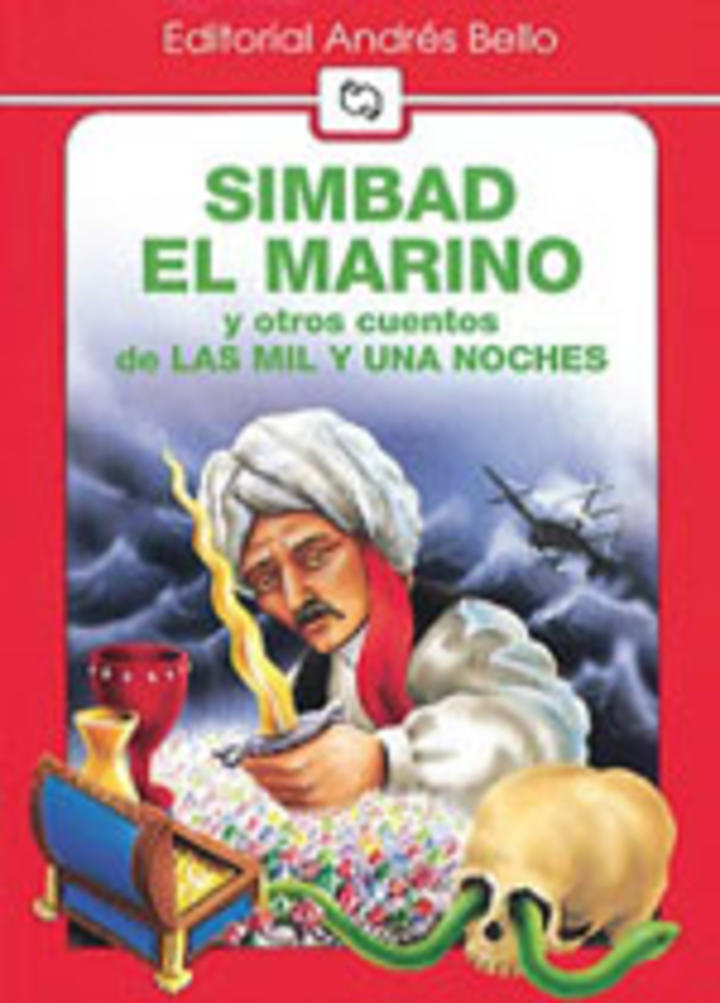 Editorial Andrés Bello
SIMBAD
EL MARINO
y otros cuentos
de LAS MIL Y UNA NOCHES